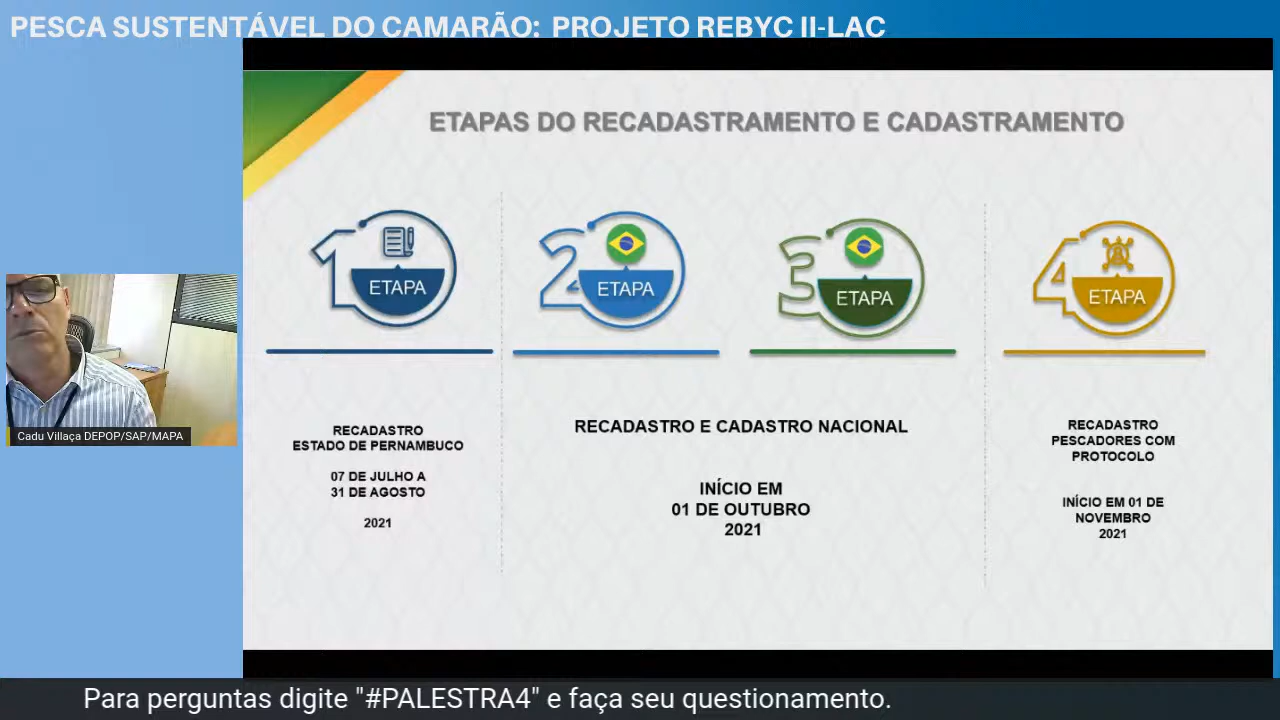 PESCA SUSTENTÁVEL DO CAMARÃO: PROJETO REBYC II-LAC
ETAPAS DO RECADASTRAMENTO E CADASTRAMENTO
1
ETAPA
2
ETAPA
3
ETAPA
4
ETAPA
RECADASTRO
ESTADO DE PERNAMBUCO
07 DE JULHO A
31 DE AGOSTO
2021
RECADASTRO E CADASTRO NACIONAL
INÍCIO EM
01 DE OUTUBRO
2021
RECADASTRO
PESCADORES COM
PROTOCOLO
INÍCIO EM 01 DE
NOVEMBRO
2021
Cadu Villaça DEPOP/SAP/MAPA
Para perguntas digite "#PALESTRA4" e faça seu questionamento.